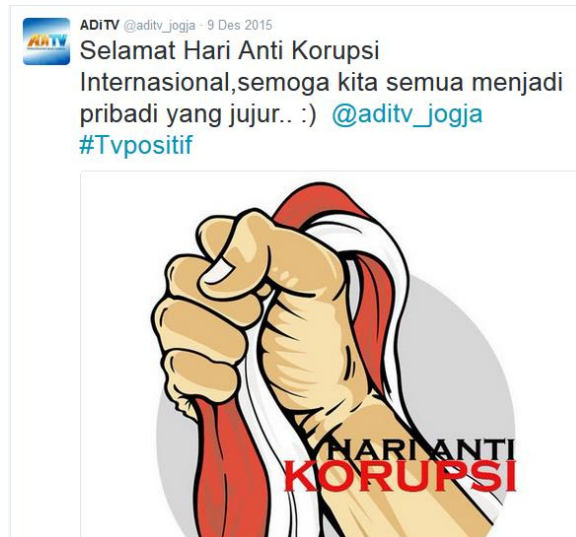 ADiTV @aditv_jogja · 9 Des 2015
Selamat Hari Anti Korupsi
Internasional,semoga kita semua menjadi
pribadi yang jujur.. :) @aditv_jogja
#Tvpositif
HARI ANTI
KORUPSI